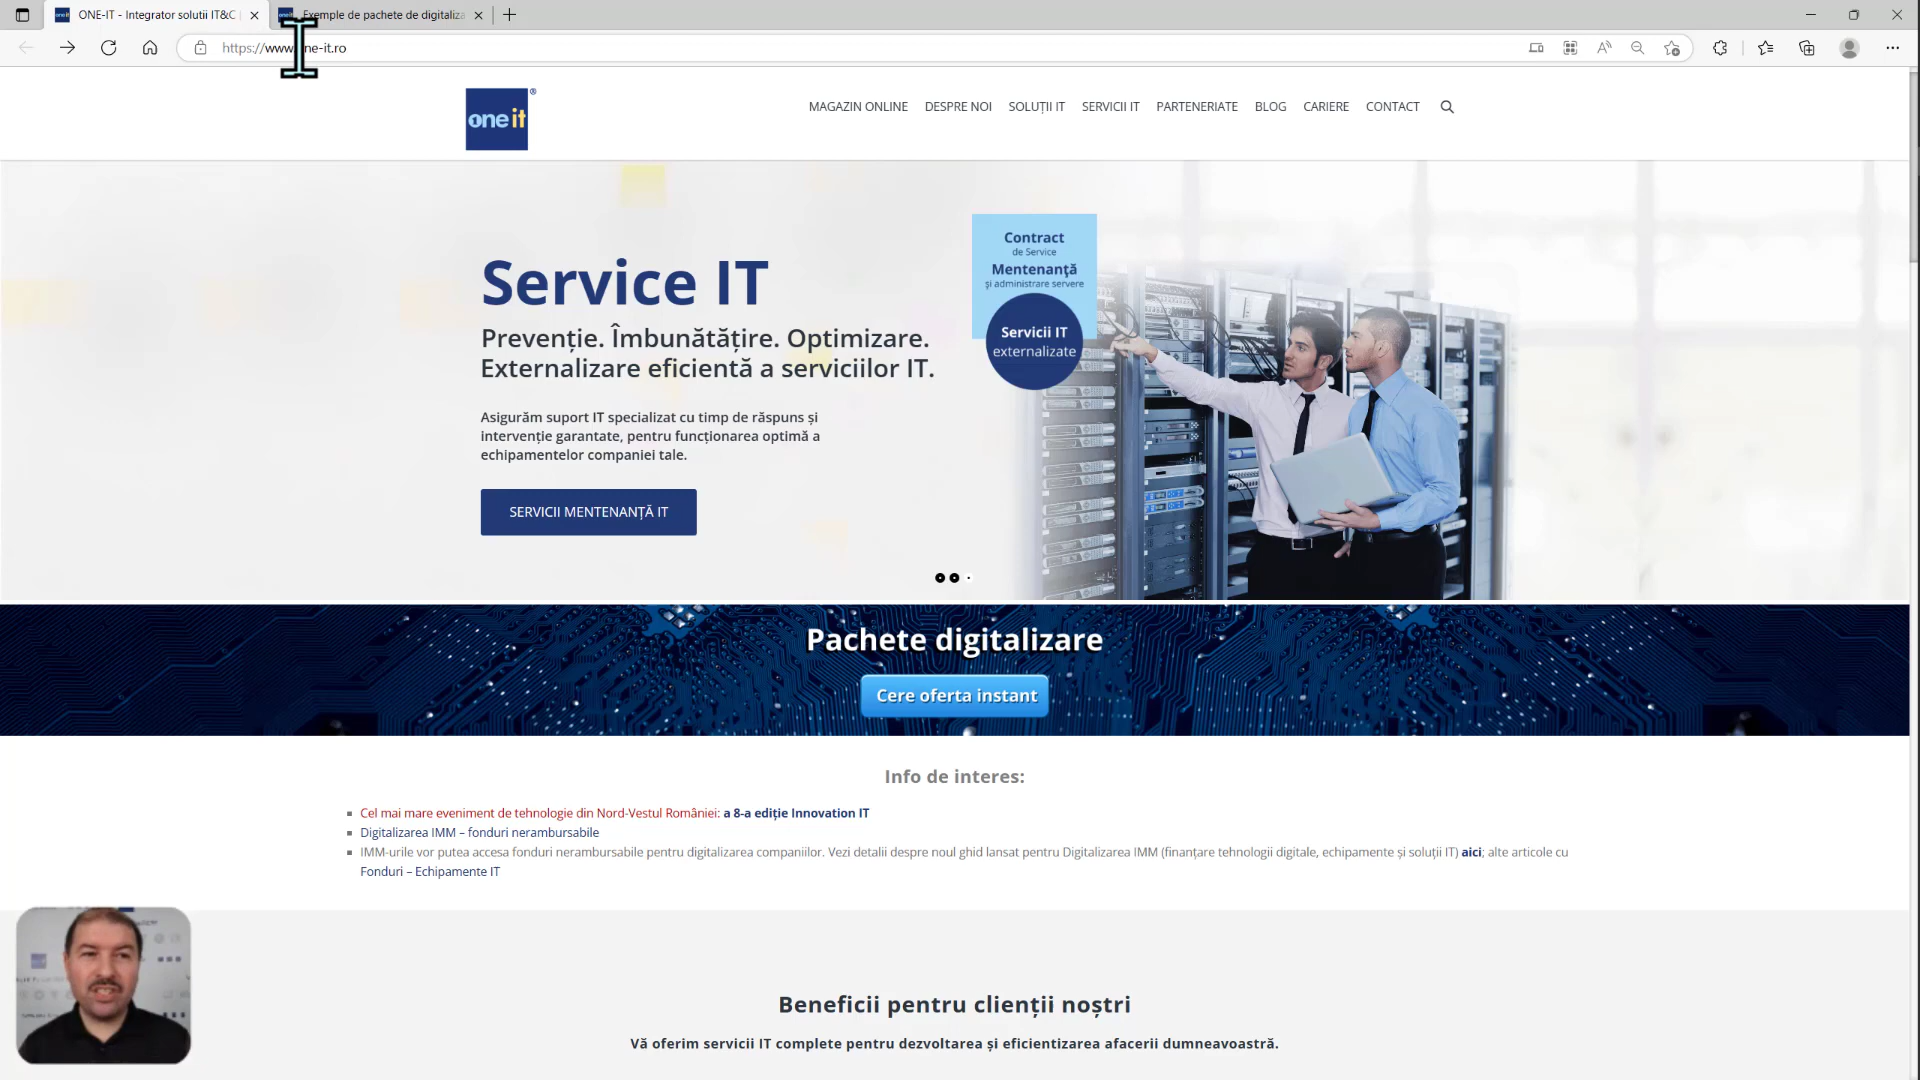 ONE-IT - Integrator solutii IT&C
Exemple de pachete de digitaliza
https://www.one-it.ro
one it
MAGAZIN ONLINE
DESPRE NOI
SOLUȚII IT
SERVICII IT
PARTENERIATE
BLOG
CARIERE
CONTACT
Service IT
Prevenție. Îmbunătățire. Optimizare.
Externalizare eficientă a serviciilor IT.
Asigurăm suport IT specializat cu timp de răspuns și
intervenție garantate, pentru funcționarea optimă a
echipamentelor companiei tale.
SERVICII MENTENANȚĂ IT
Contract
de Service
Mentenanță
și administrare servere
Servicii IT
externalizate
Pachete digitalizare
Cere oferta instant
Info de interes:
Cel mai mare eveniment de tehnologie din Nord-Vestul României: a 8-a ediție Innovation IT
Digitalizarea IMM – fonduri nerambursabile
IMM-urile vor putea accesa fonduri nerambursabile pentru digitalizarea companiilor. Vezi detalii despre noul ghid lansat pentru Digitalizarea IMM (finanțare tehnologii digitale, echipamente și soluții IT) aici; alte articole cu
Fonduri – Echipamente IT
Beneficii pentru clienții noștri
Vă oferim servicii IT complete pentru dezvoltarea și eficientizarea afacerii dumneavoastră.